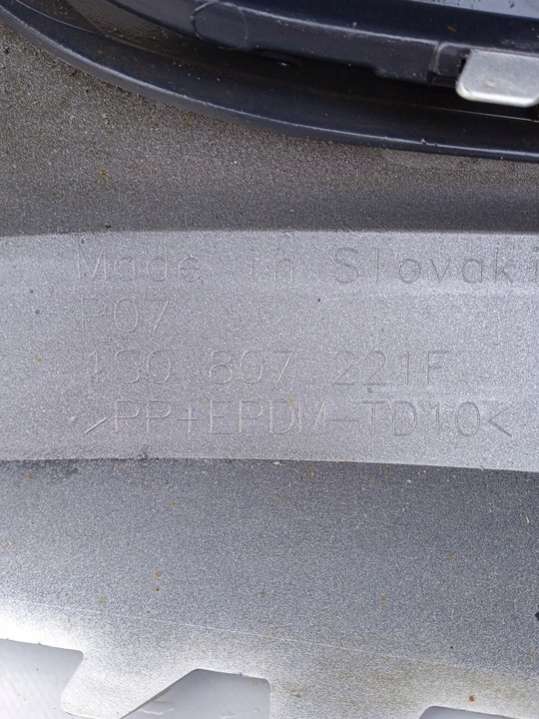 Made in Slovaki
P07
1S0 807 221F
>PP+EPDM-TD10<